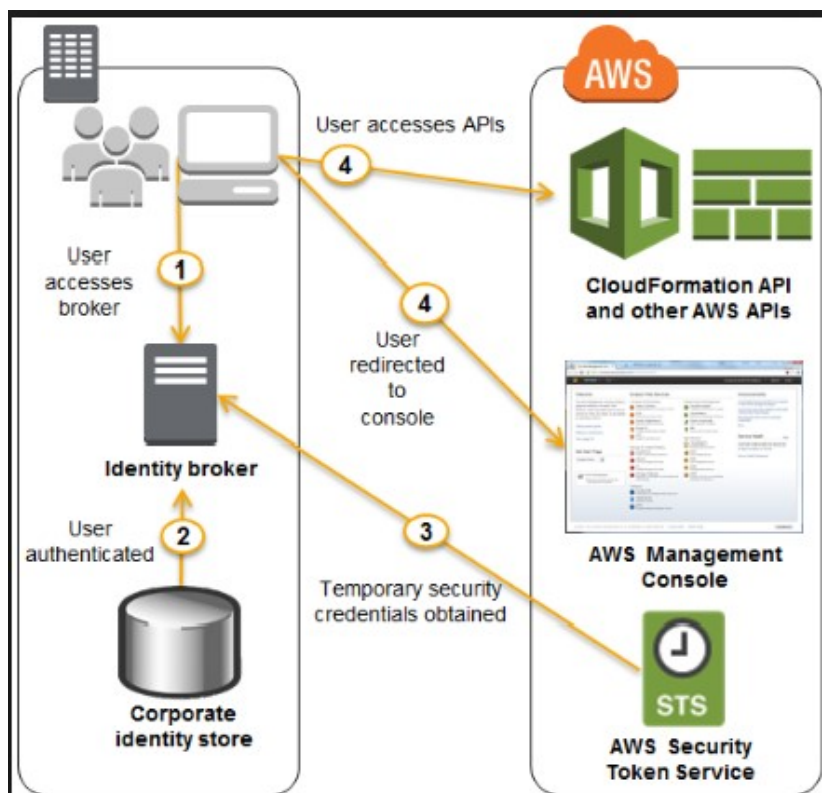 AWS
User accesses APIs
4
User
accesses
broker
1
CloudFormation API
and other AWS APIs
4
User
redirected
to
console
Identity broker
User
authenticated
2
3
AWS Management
Console
Temporary security
credentials obtained
STS
Corporate
identity store
AWS Security
Token Service